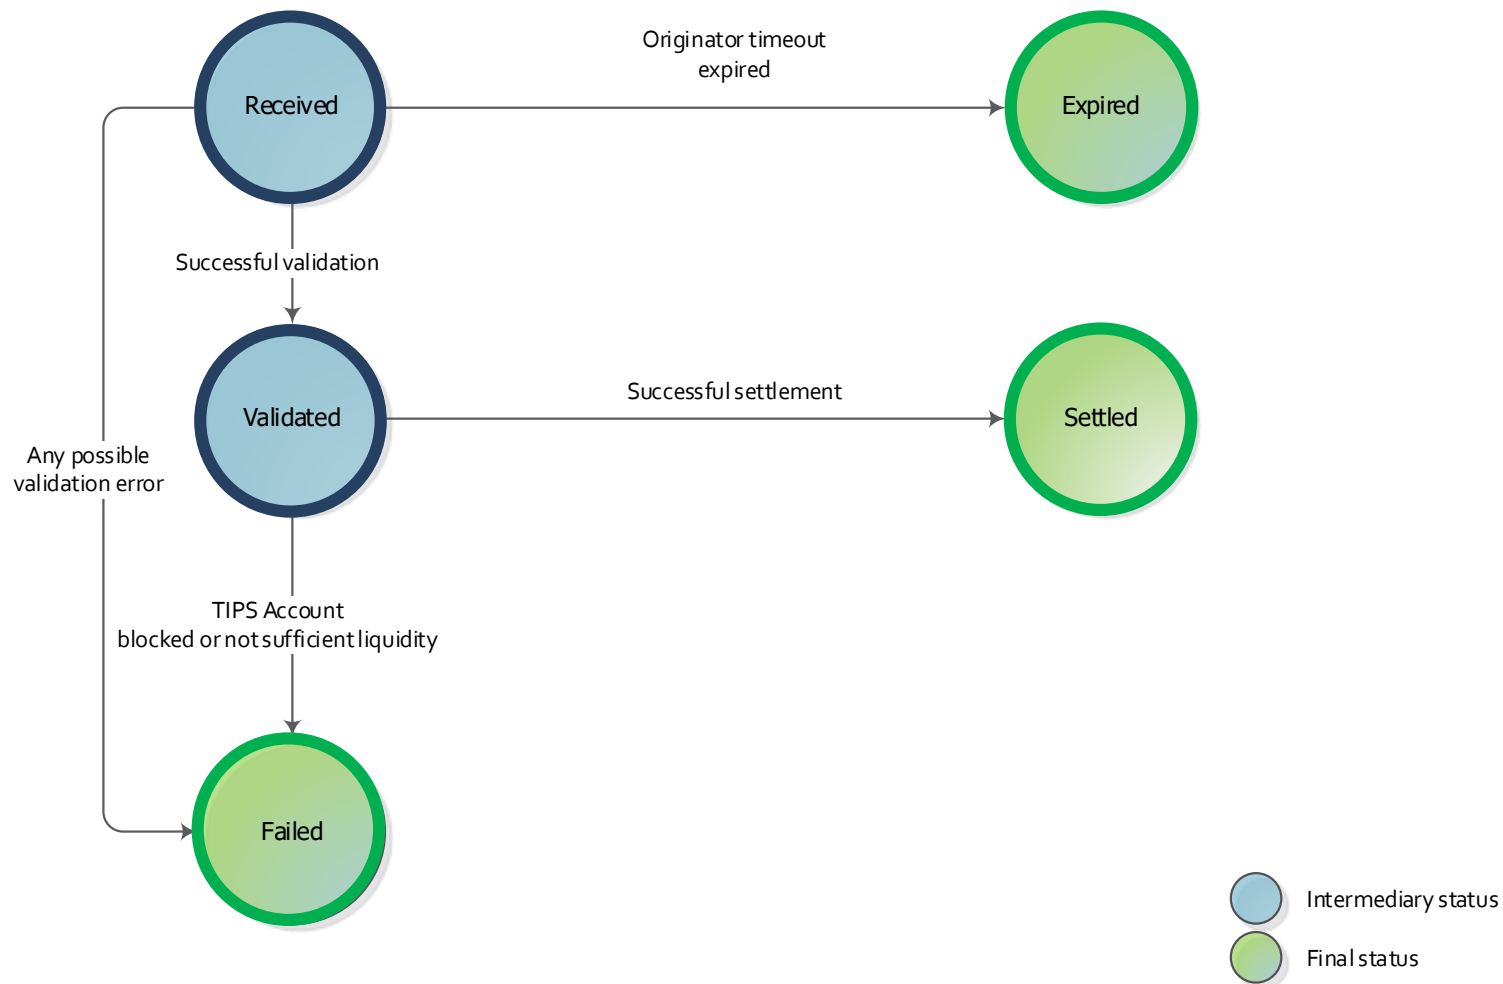 Originator timeout
expired
Received
Expired
Successful validation
Successful settlement
Validated
Settled
Any possible
validation error
TIPS Account
blocked or not sufficient liquidity
Failed
Intermediary status
Final status